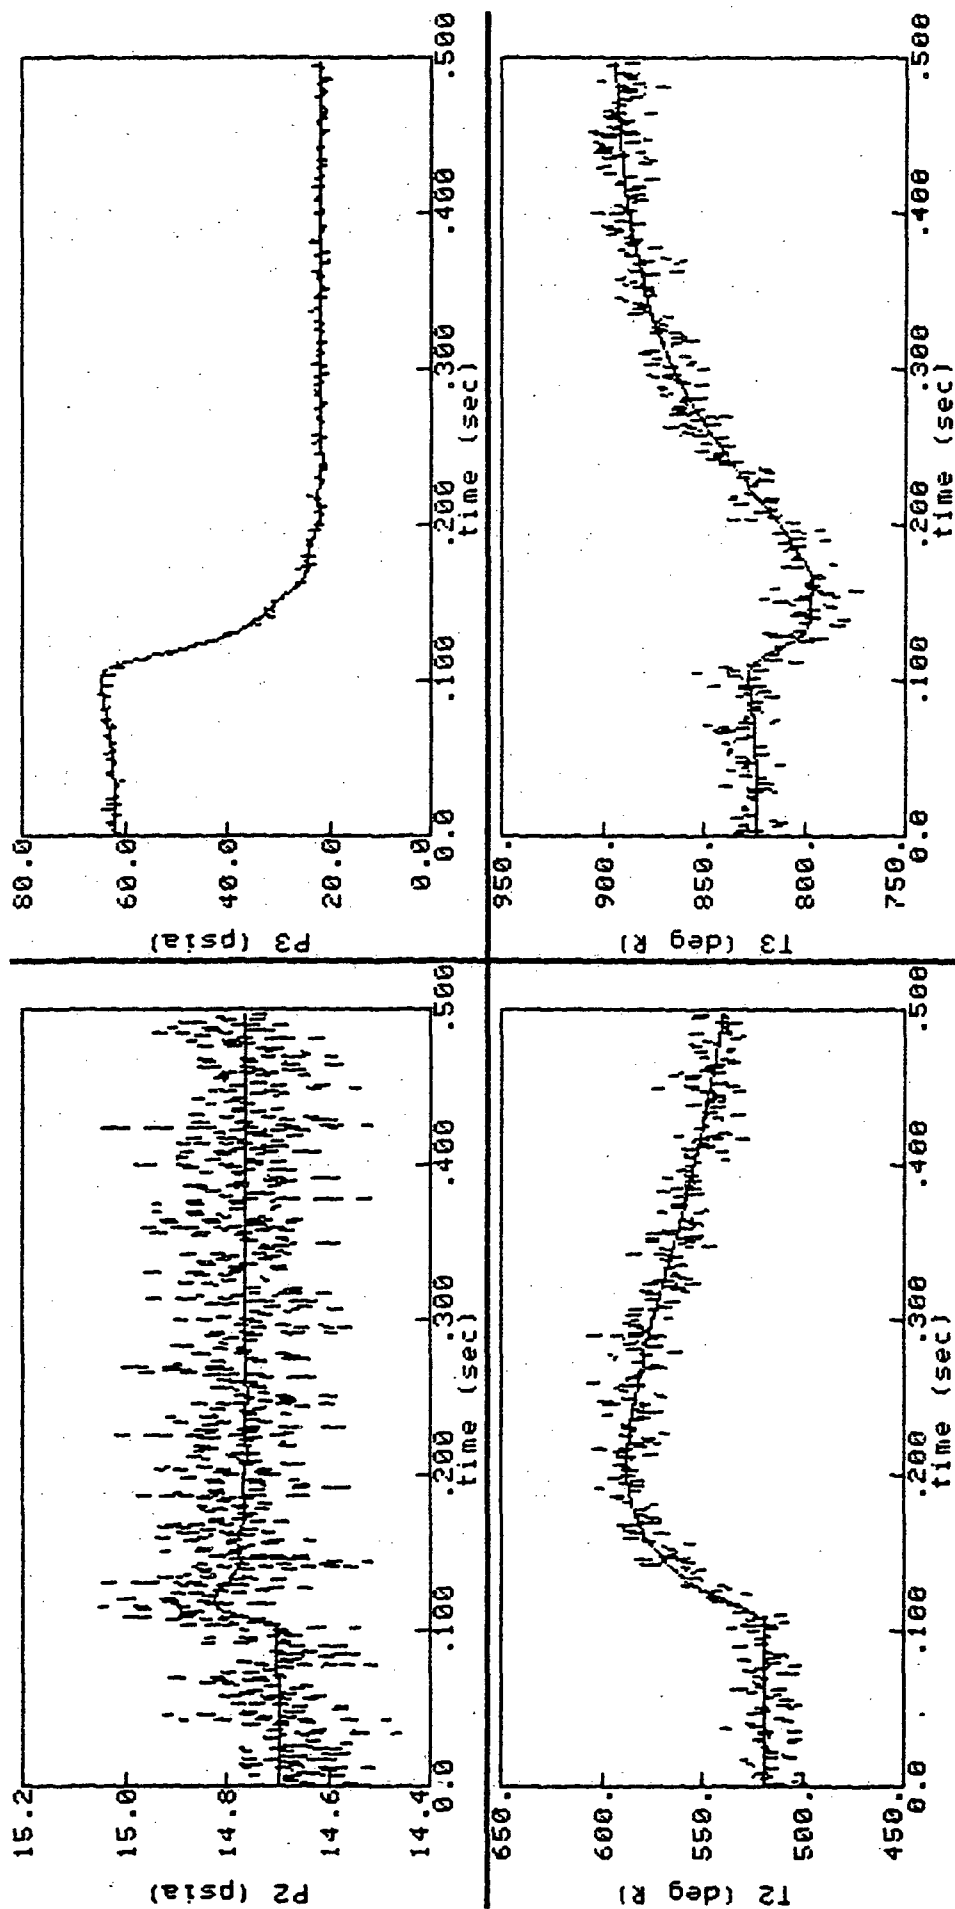 P2 (psia)
15.2
15.0
14.8
14.6
14.4
0.0 .100 .200 .300 .400 .500
time (sec)
P3 (psia)
80.0
60.0
40.0
20.0
0.0
0.0 .100 .200 .300 .400 .500
time (sec)
T2 (deg R)
650.
600.
550.
500.
450.
0.0 .100 .200 .300 .400 .500
time (sec)
T3 (deg R)
950.
900.
850.
800.
750.
0.0 .100 .200 .300 .400 .500
time (sec)